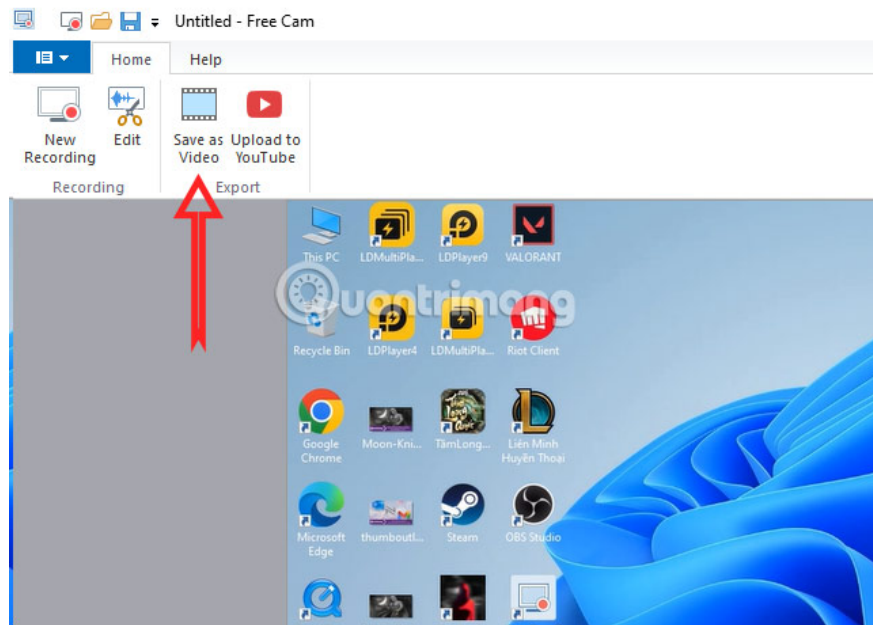 Untitled - Free Cam
Home Help
New Recording
Edit
Save as Video
Upload to YouTube
Recording
Export
This PC
LDMultiPla...
LDPlayer9
VALORANT
Quantrimang
Recycle Bin
LDPlayer4
LDMultiPla...
Riot Client
Google Chrome
Moon-Kni...
TâmLong...
Liên Minh Huyền Thoại
Microsoft Edge
thumboutl...
Steam
OBS Studio